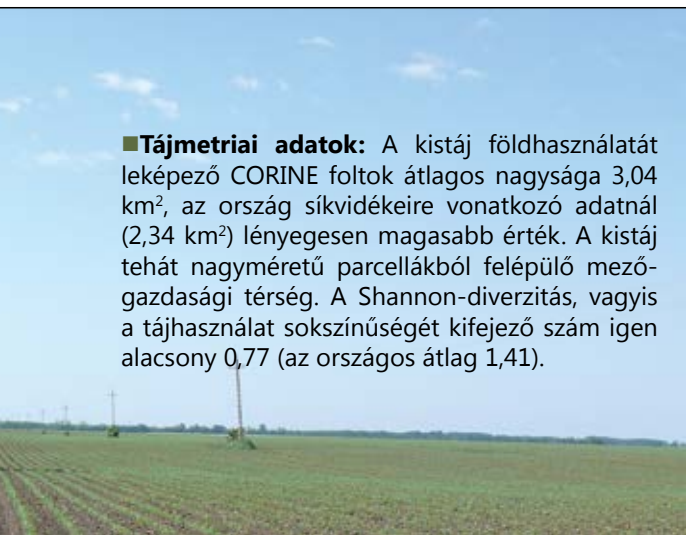 ■Tájmetriai adatok: A kistáj földhasználatát
leképező CORINE foltok átlagos nagysága 3,04
km², az ország síkvidékeire vonatkozó adatnál
(2,34 km²) lényegesen magasabb érték. A kistáj
tehát nagyméretű parcellákból felépülő mező-
gazdasági térség. A Shannon-diverzitás, vagyis
a tájhasználat sokszínűségét kifejező szám igen
alacsony 0,77 (az országos átlag 1,41).